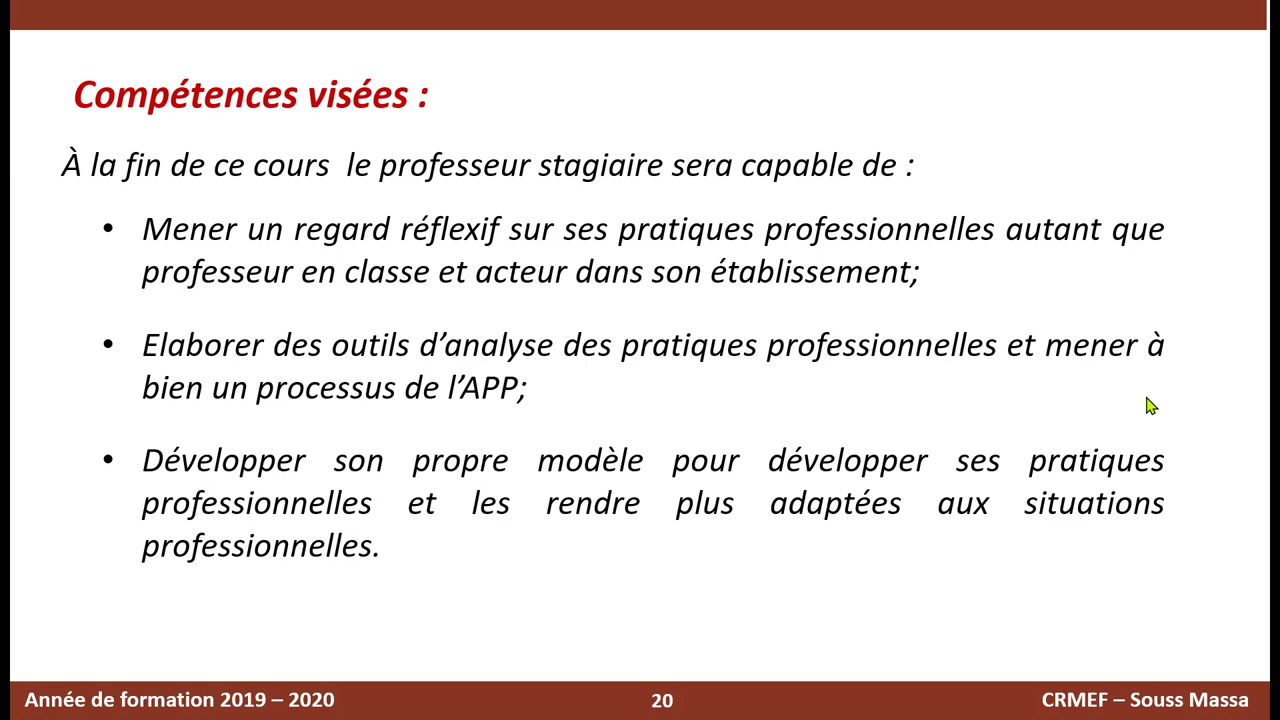 Compétences visées :
À la fin de ce cours le professeur stagiaire sera capable de :
• Mener un regard réflexif sur ses pratiques professionnelles autant que
professeur en classe et acteur dans son établissement;
• Elaborer des outils d’analyse des pratiques professionnelles et mener à
bien un processus de l’APP;
• Développer son propre modèle pour développer ses pratiques
professionnelles et les rendre plus adaptées aux situations
professionnelles.
Année de formation 2019 – 2020
20
CRMEF – Souss Massa